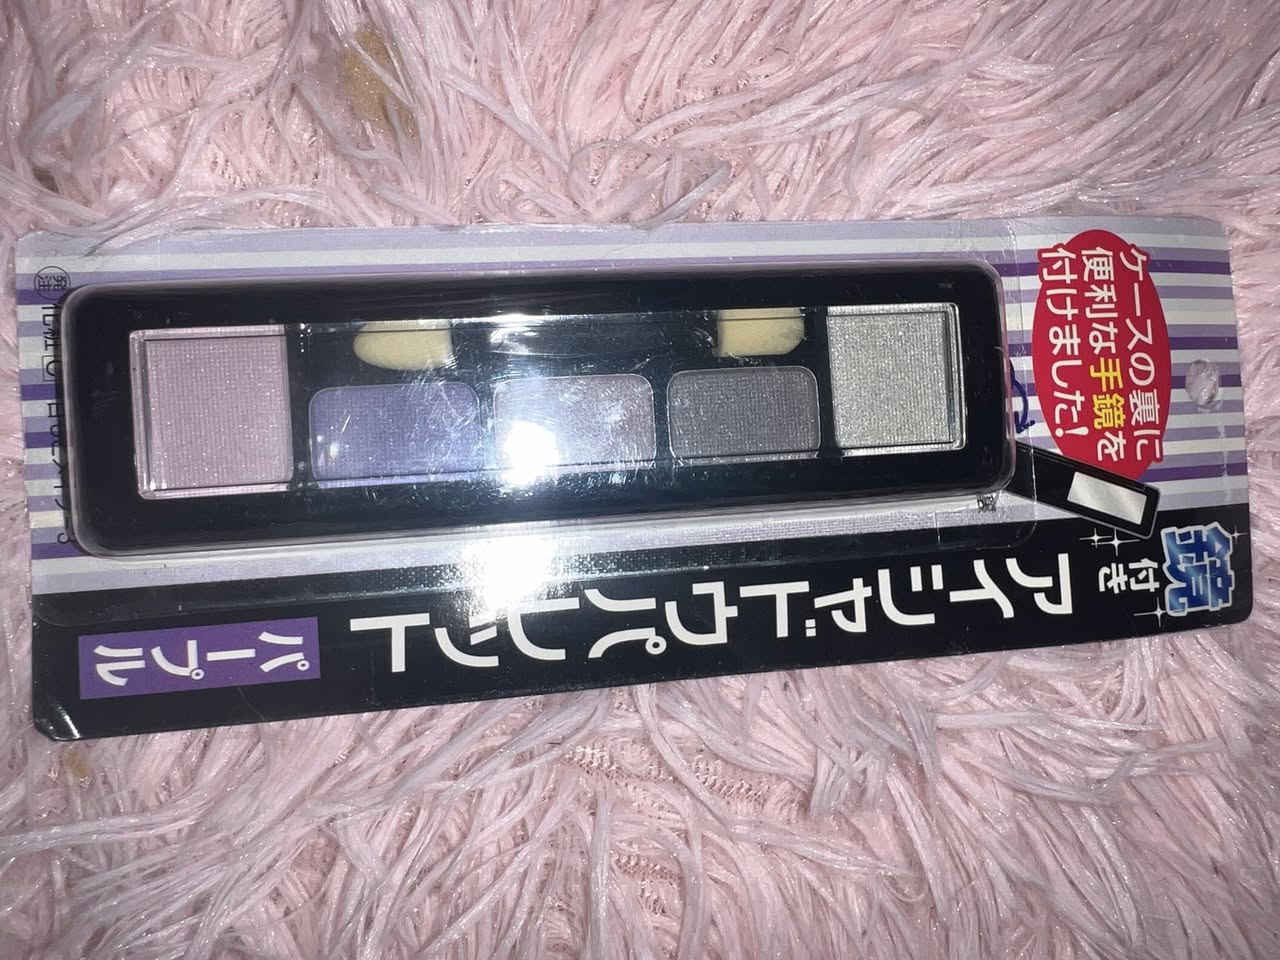 ケースの裏に
便利な手鏡を
付けました!
鏡付き
アイシャドウパレット
パープル